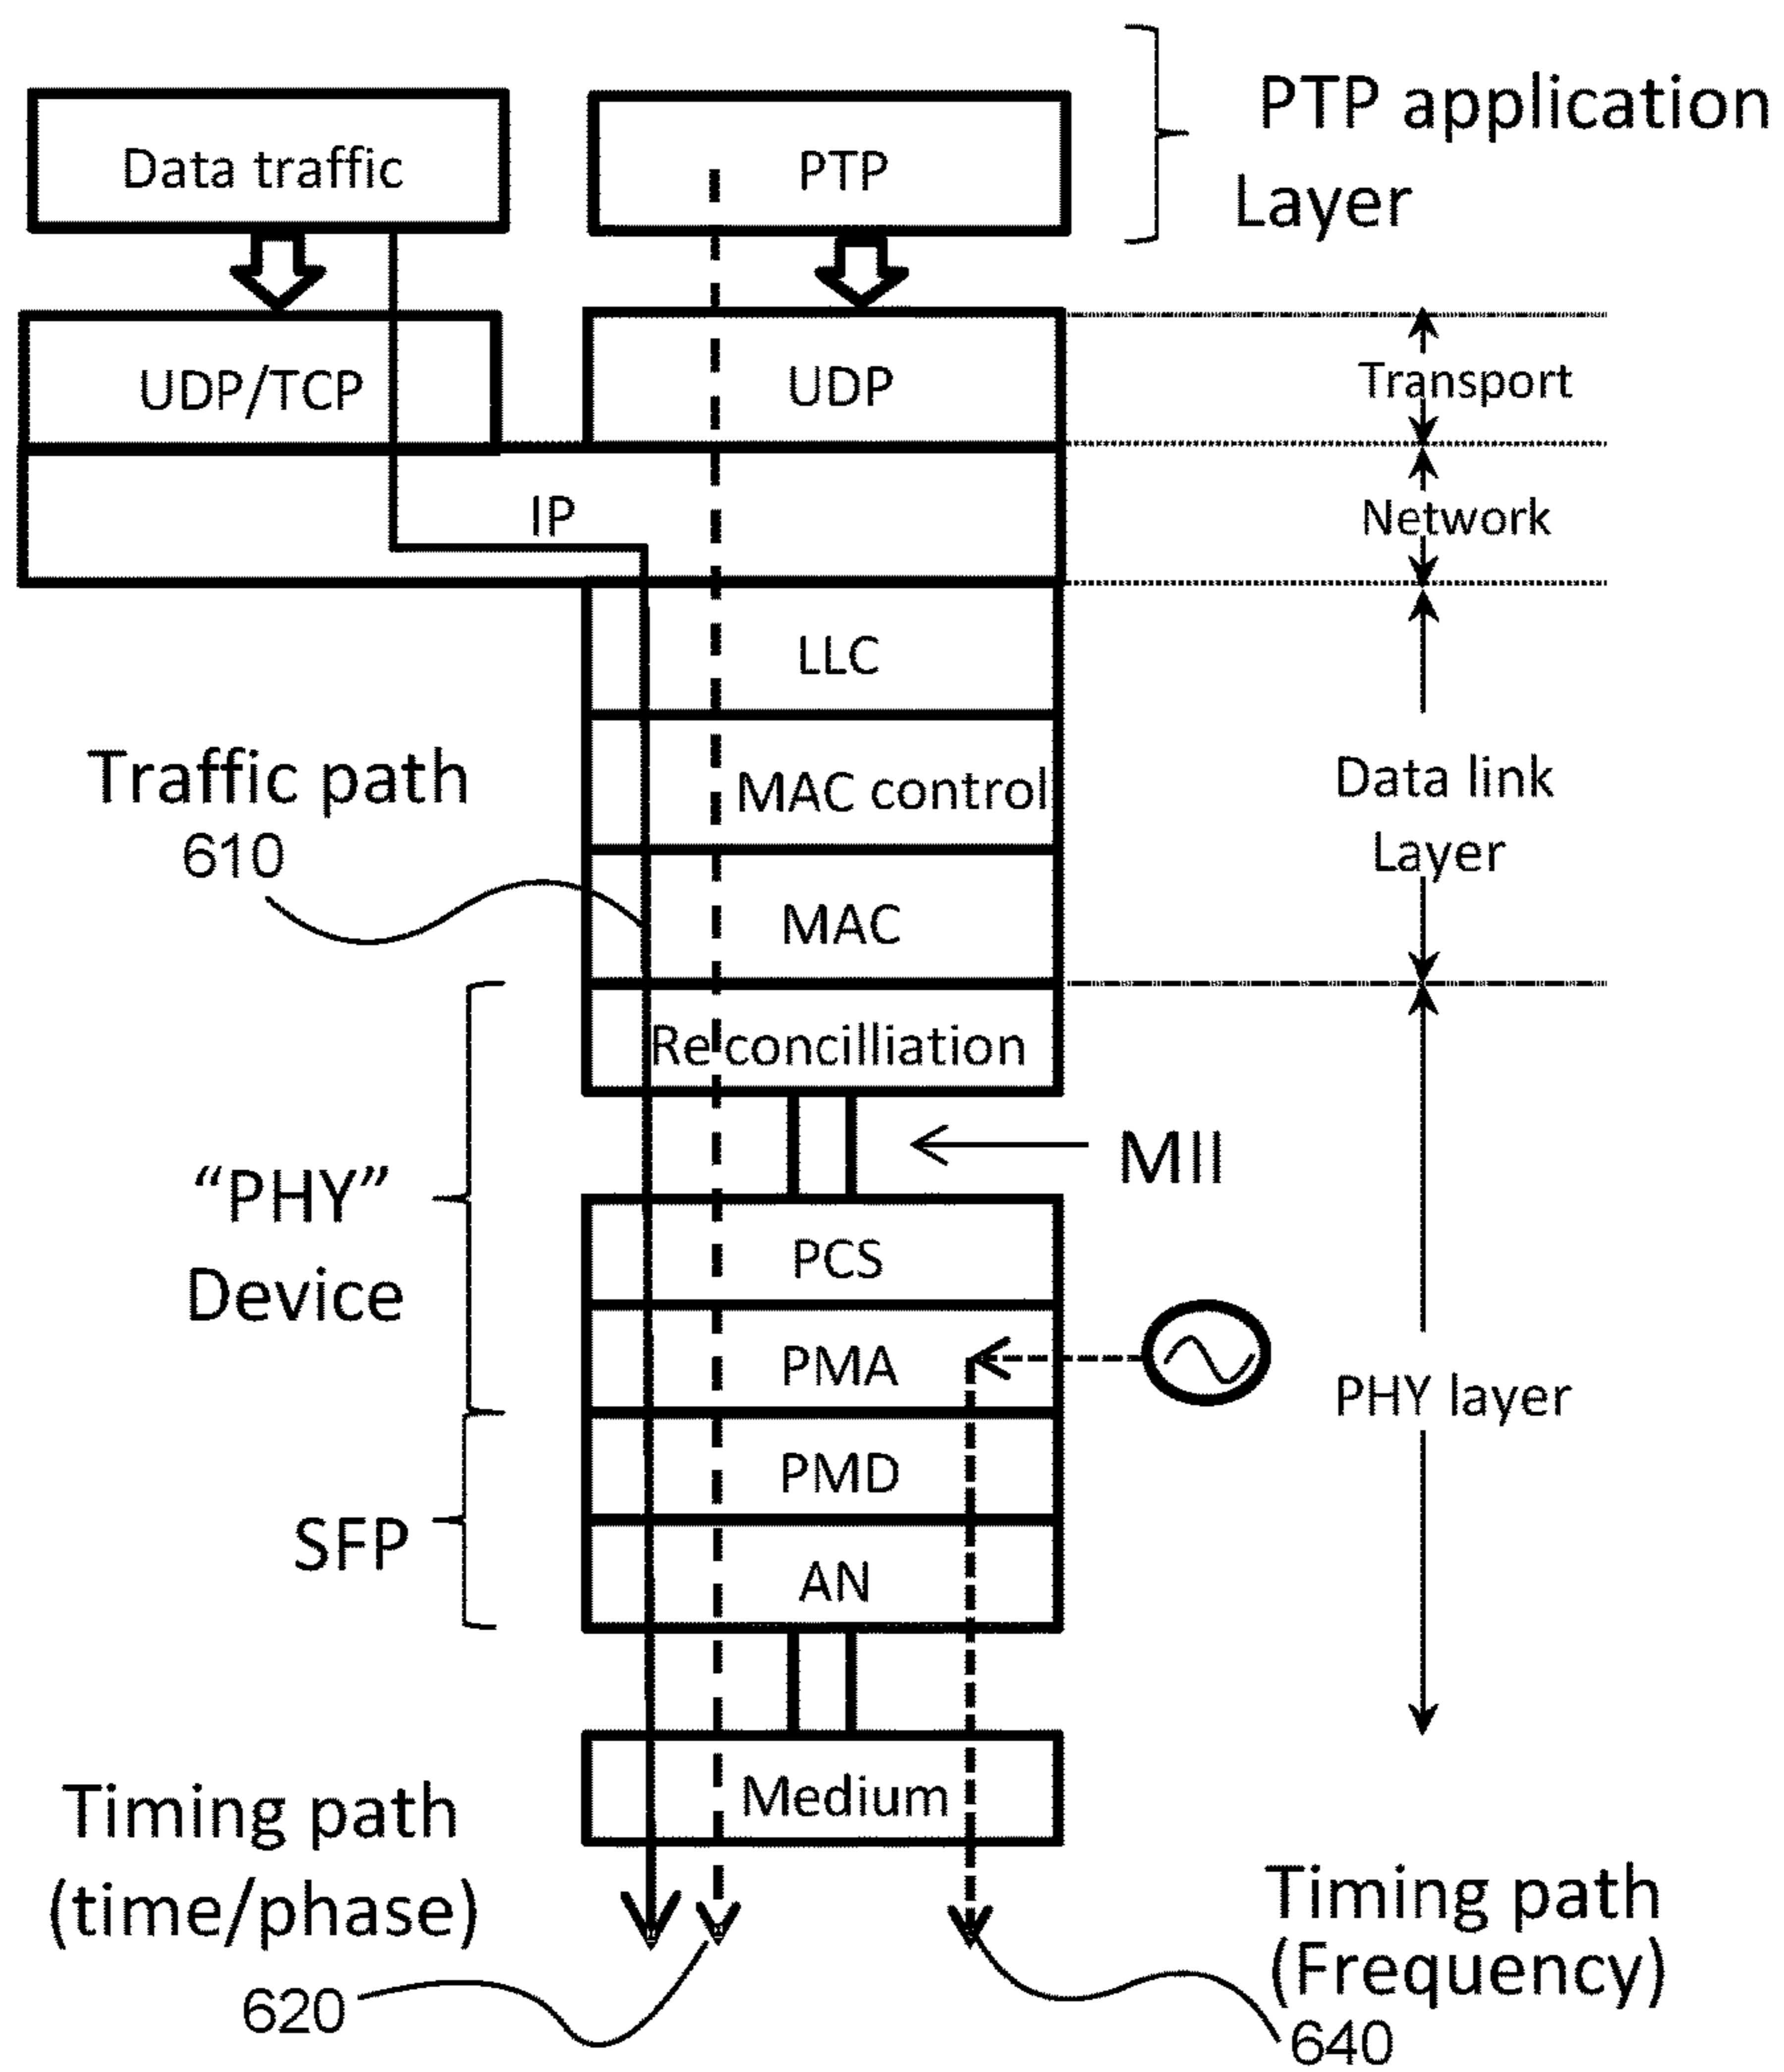 PTP application
Layer
Data traffic
PTP
UDP/TCP
UDP
Transport
IP
Network
LLC
Traffic path
610
MAC control
Data link
Layer
MAC
Reconcilliation
MII
"PHY"
Device
PCS
PMA
PHY layer
PMD
SFP
AN
Medium
Timing path
(time/phase)
620
Timing path
(Frequency)
640